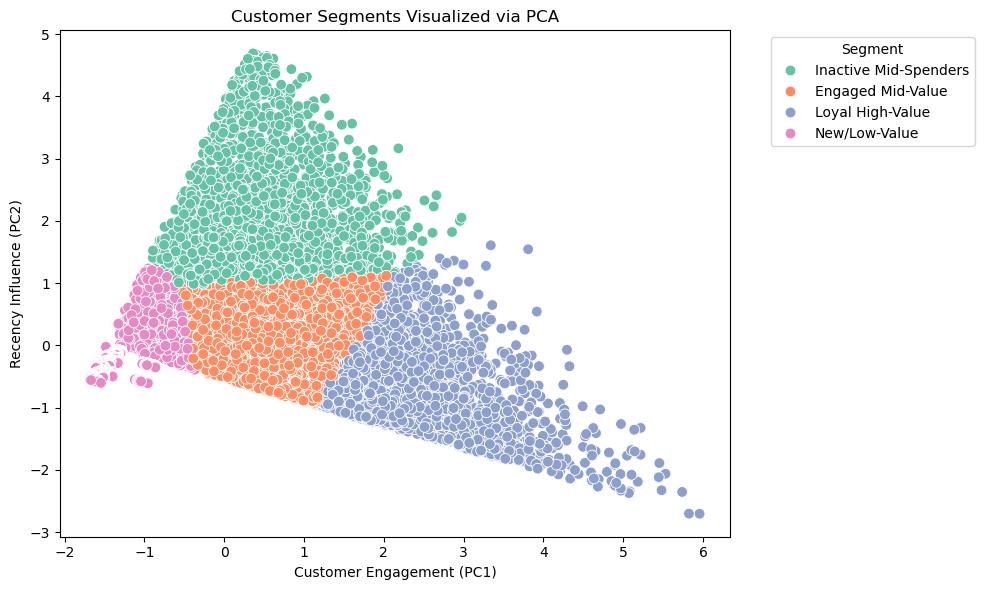 Customer Segments Visualized via PCA
Segment
Inactive Mid-Spenders
Engaged Mid-Value
Loyal High-Value
New/Low-Value
Recency Influence (PC2)
5
4
3
2
1
0
−1
−2
−3
−2 −1 0 1 2 3 4 5 6
Customer Engagement (PC1)